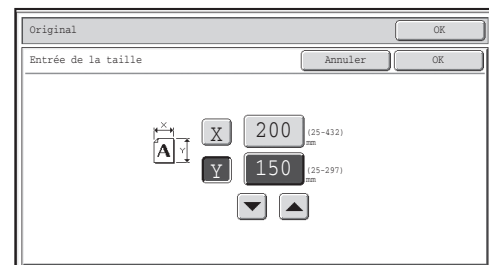 Original OK
Entrée de la taille Annuler OK
X
A Y
X 200 (25-432)
mm
Y 150 (25-297)
mm